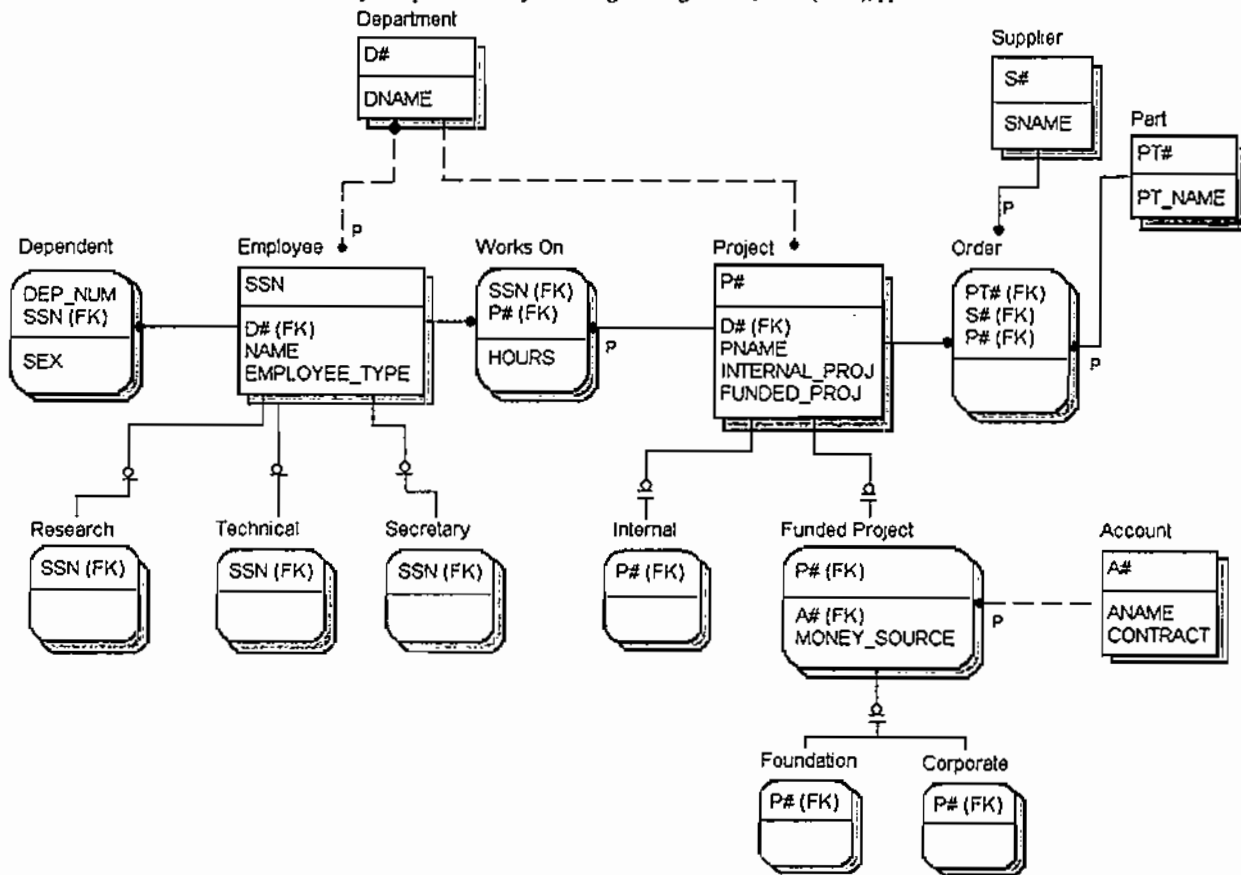 Department
D#
DNAME
Suppker
S#
SNAME
Part
PT#
PT_NAME
P
P
Dependent
DEP_NUM
SSN (FK)
SEX
Employee
SSN
D# (FK)
NAME
EMPLOYEE_TYPE
Works On
SSN (FK)
P# (FK)
HOURS
P
Project
P#
D# (FK)
PNAME
INTERNAL_PROJ
FUNDED_PROJ
Order
PT# (FK)
S# (FK)
P# (FK)
P
Research
SSN (FK)
Technical
SSN (FK)
Secretary
SSN (FK)
Internal
P# (FK)
Funded Project
P# (FK)
A# (FK)
MONEY_SOURCE
P
Account
A#
ANAME
CONTRACT
Foundation
P# (FK)
Corporate
P# (FK)